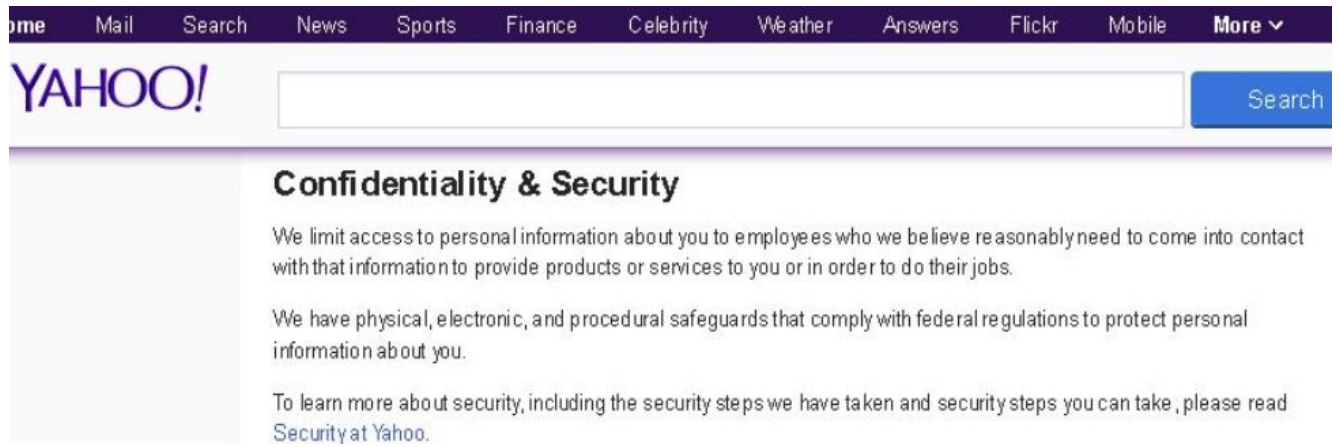 Mail Search News Sports Finance Celebrity Weather Answers Flickr Mobile More
YAHOO!
Search
Confidentiality & Security
We limit access to personal information about you to employees who we believe reasonably need to come into contact
with that information to provide products or services to you or in order to do their jobs.
We have physical, electronic, and procedural safeguards that comply with federal regulations to protect personal
information about you.
To learn more about security, including the security steps we have taken and security steps you can take, please read
Security at Yahoo.